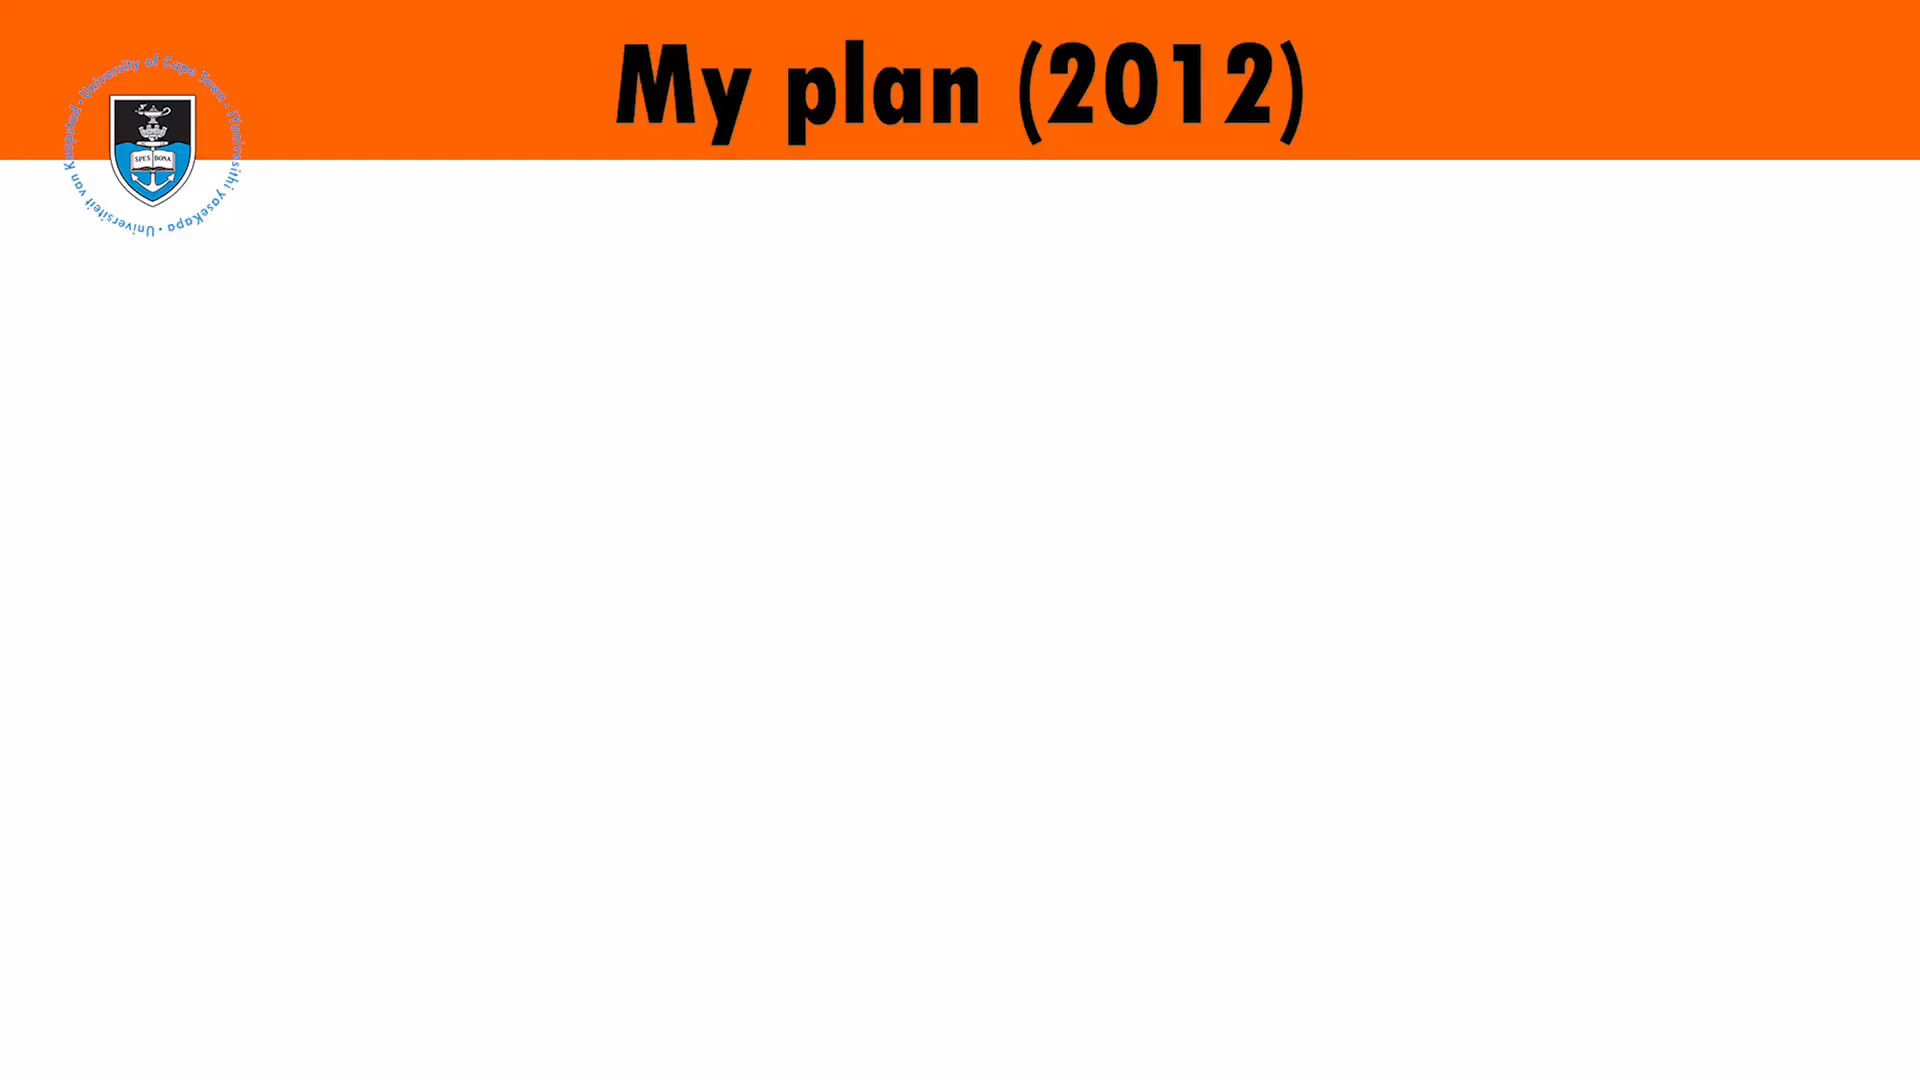 My plan (2012)
University of Cape Town · iYunivesithi yaseKapa · Universiteit van Kaapstad ·
SPES BONA